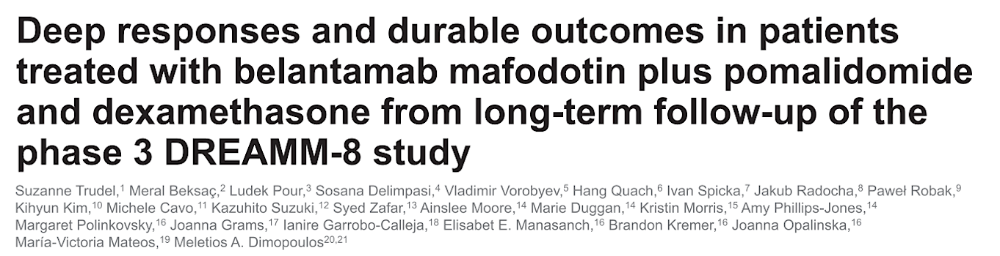 Deep responses and durable outcomes in patients
treated with belantamab mafodotin plus pomalidomide
and dexamethasone from long-term follow-up of the
phase 3 DREAMM-8 study
Suzanne Trudel,1 Meral Beksaç,2 Ludek Pour,3 Sosana Delimpasi,4 Vladimir Vorobyev,5 Hang Quach,6 Ivan Spicka,7 Jakub Radocha,8 Paweł Robak,9
Kihyun Kim,10 Michele Cavo,11 Kazuhito Suzuki,12 Syed Zafar,13 Ainslee Moore,14 Marie Duggan,14 Kristin Morris,15 Amy Phillips-Jones,14
Margaret Polinkovsky,16 Joanna Grams,17 Ianire Garrobo-Calleja,18 Elisabet E. Manasanch,16 Brandon Kremer,16 Joanna Opalinska,16
María-Victoria Mateos,19 Meletios A. Dimopoulos20,21